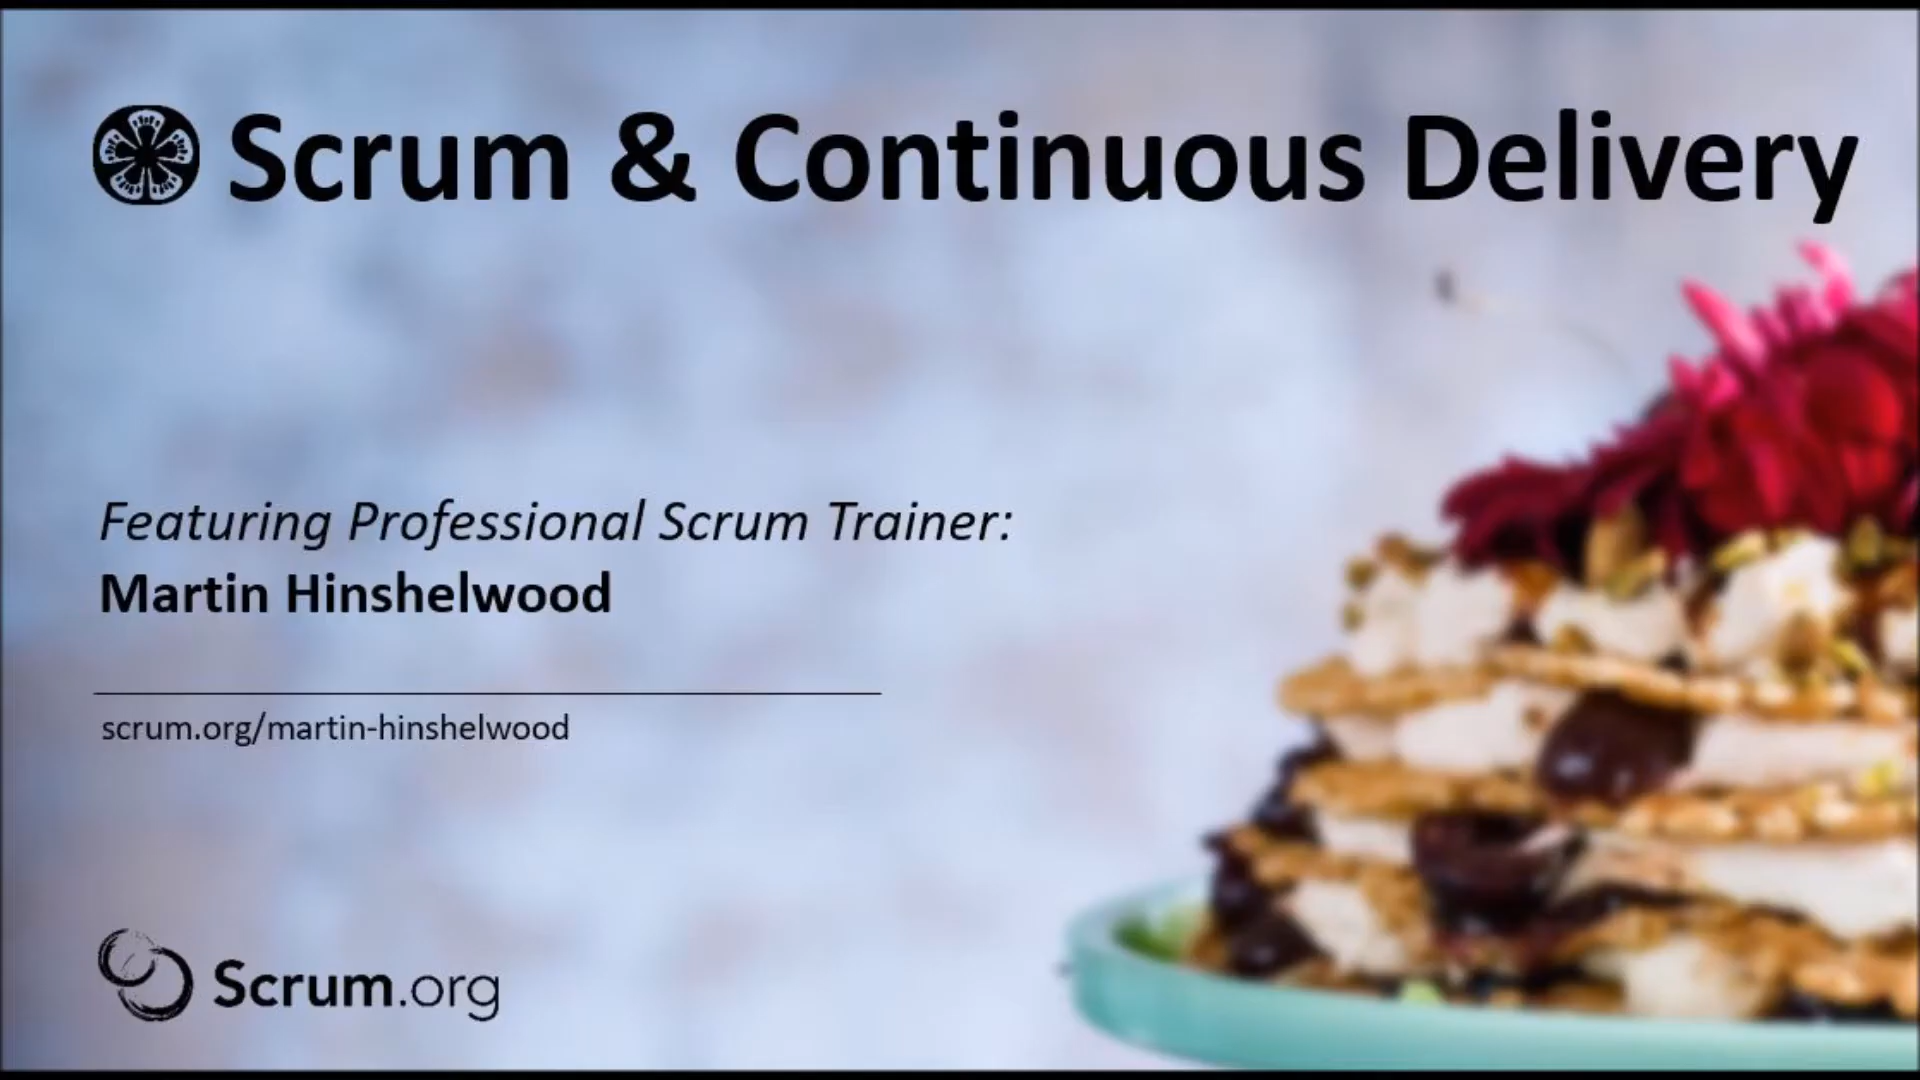 Scrum & Continuous Delivery
Featuring Professional Scrum Trainer:
Martin Hinshelwood
scrum.org/martin-hinshelwood
Scrum.org